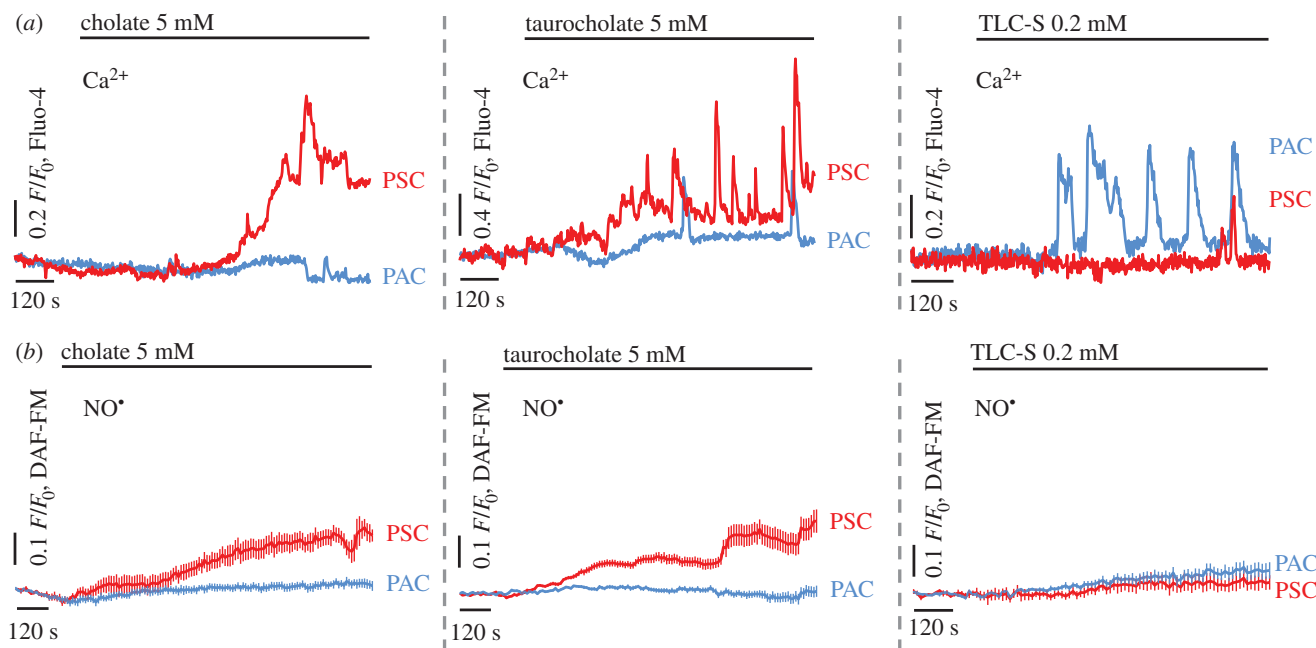 (a)
cholate 5 mM
Ca²⁺
0.2 F/F₀, Fluo-4
PSC
PAC
120 s
taurocholate 5 mM
Ca²⁺
0.4 F/F₀, Fluo-4
PSC
PAC
120 s
TLC-S 0.2 mM
Ca²⁺
0.2 F/F₀, Fluo-4
PAC
PSC
120 s
(b)
cholate 5 mM
NO•
0.1 F/F₀, DAF-FM
PSC
PAC
120 s
taurocholate 5 mM
NO•
0.1 F/F₀, DAF-FM
PSC
PAC
120 s
TLC-S 0.2 mM
NO•
0.1 F/F₀, DAF-FM
PAC
PSC
120 s